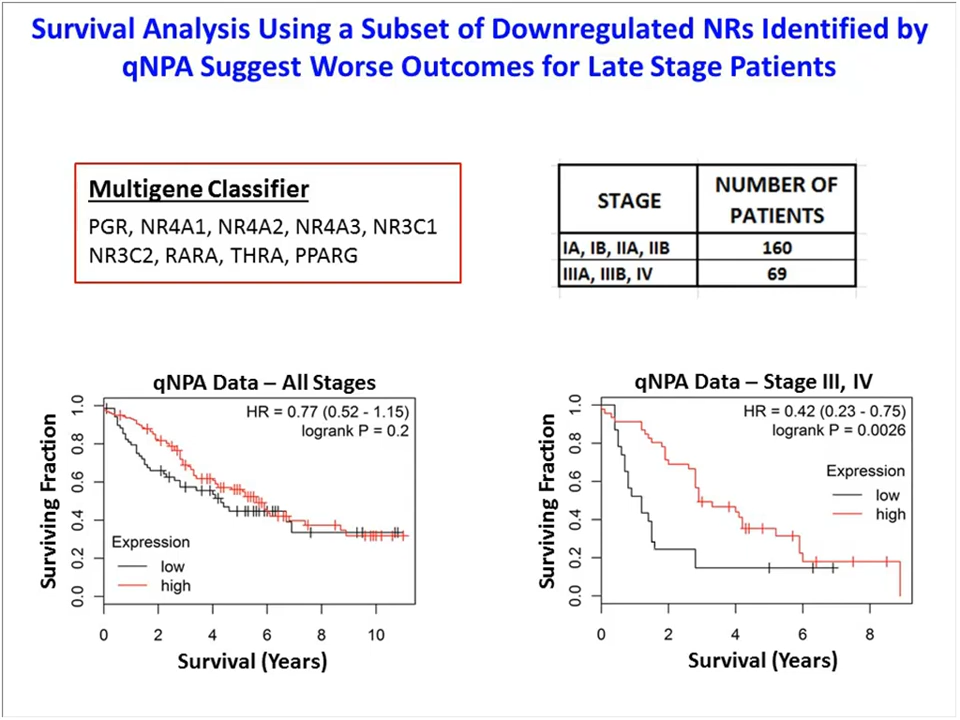 Survival Analysis Using a Subset of Downregulated NRs Identified by
qNPA Suggest Worse Outcomes for Late Stage Patients
Multigene Classifier
PGR, NR4A1, NR4A2, NR4A3, NR3C1
NR3C2, RARA, THRA, PPARG
STAGE NUMBER OF
PATIENTS
IA, IB, IIA, IIB 160
IIIA, IIIB, IV 69
qNPA Data – All Stages
HR = 0.77 (0.52 - 1.15)
logrank P = 0.2
Surviving Fraction
1.0
0.8
0.6
0.4
0.2
0.0
Expression
low
high
0 2 4 6 8 10
Survival (Years)
qNPA Data – Stage III, IV
HR = 0.42 (0.23 - 0.75)
logrank P = 0.0026
Surviving Fraction
1.0
0.8
0.6
0.4
0.2
0.0
Expression
low
high
0 2 4 6 8
Survival (Years)